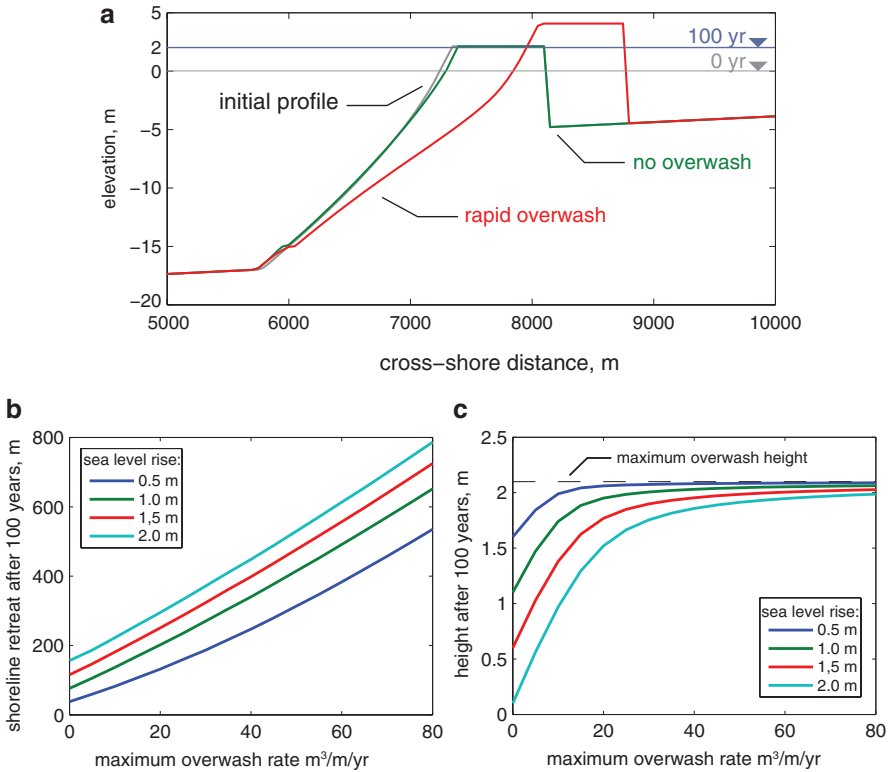 a
5
2
0
−5
−10
−15
−20
elevation, m
100 yr
0 yr
initial profile
no overwash
rapid overwash
5000 6000 7000 8000 9000 10000
cross−shore distance, m
b
800
600
400
200
0
shoreline retreat after 100 years, m
sea level rise:
0.5 m
1.0 m
1,5 m
2.0 m
0 20 40 60 80
maximum overwash rate m³/m/yr
c
2.5
2
1.5
1
0.5
0
height after 100 years, m
maximum overwash height
sea level rise:
0.5 m
1.0 m
1,5 m
2.0 m
0 20 40 60 80
maximum overwash rate m³/m/yr